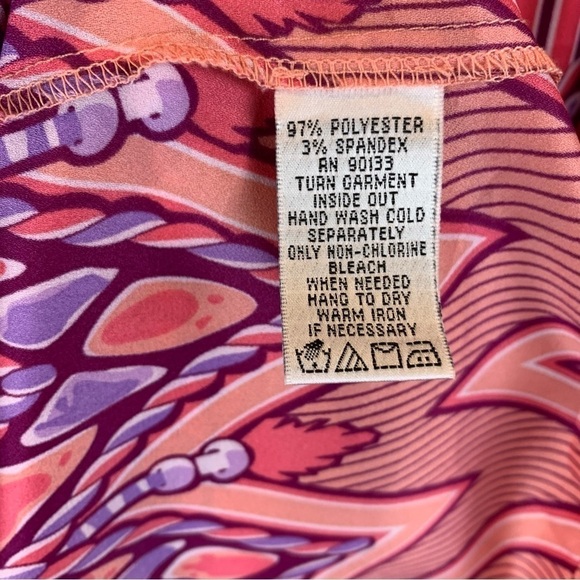 97% POLYESTER
3% SPANDEX
RN 90133
TURN GARMENT
INSIDE OUT
HAND WASH COLD
SEPARATELY
ONLY NON-CHLORINE
BLEACH
WHEN NEEDED
HANG TO DRY
WARM IRON
IF NECESSARY